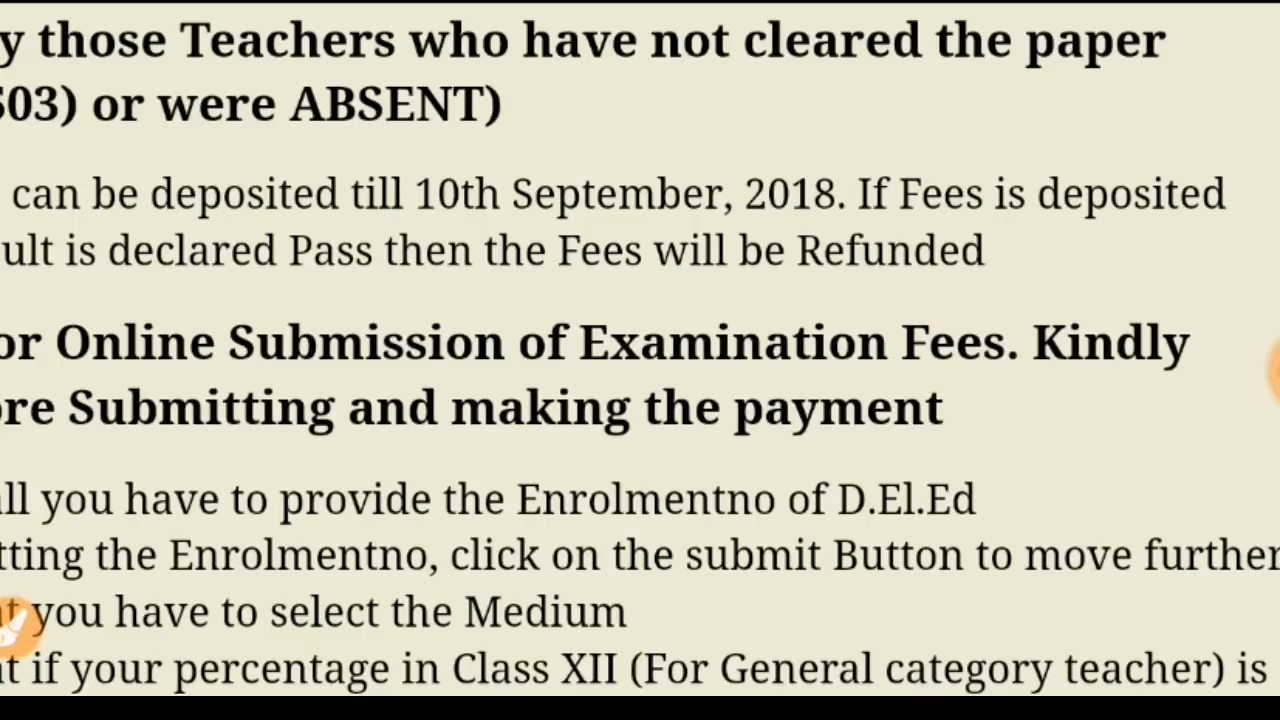 y those Teachers who have not cleared the paper
503) or were ABSENT)
can be deposited till 10th September, 2018. If Fees is deposited
ult is declared Pass then the Fees will be Refunded
or Online Submission of Examination Fees. Kindly
ore Submitting and making the payment
all you have to provide the Enrolmentno of D.El.Ed
tting the Enrolmentno, click on the submit Button to move further
at you have to select the Medium
at if your percentage in Class XII (For General category teacher) is